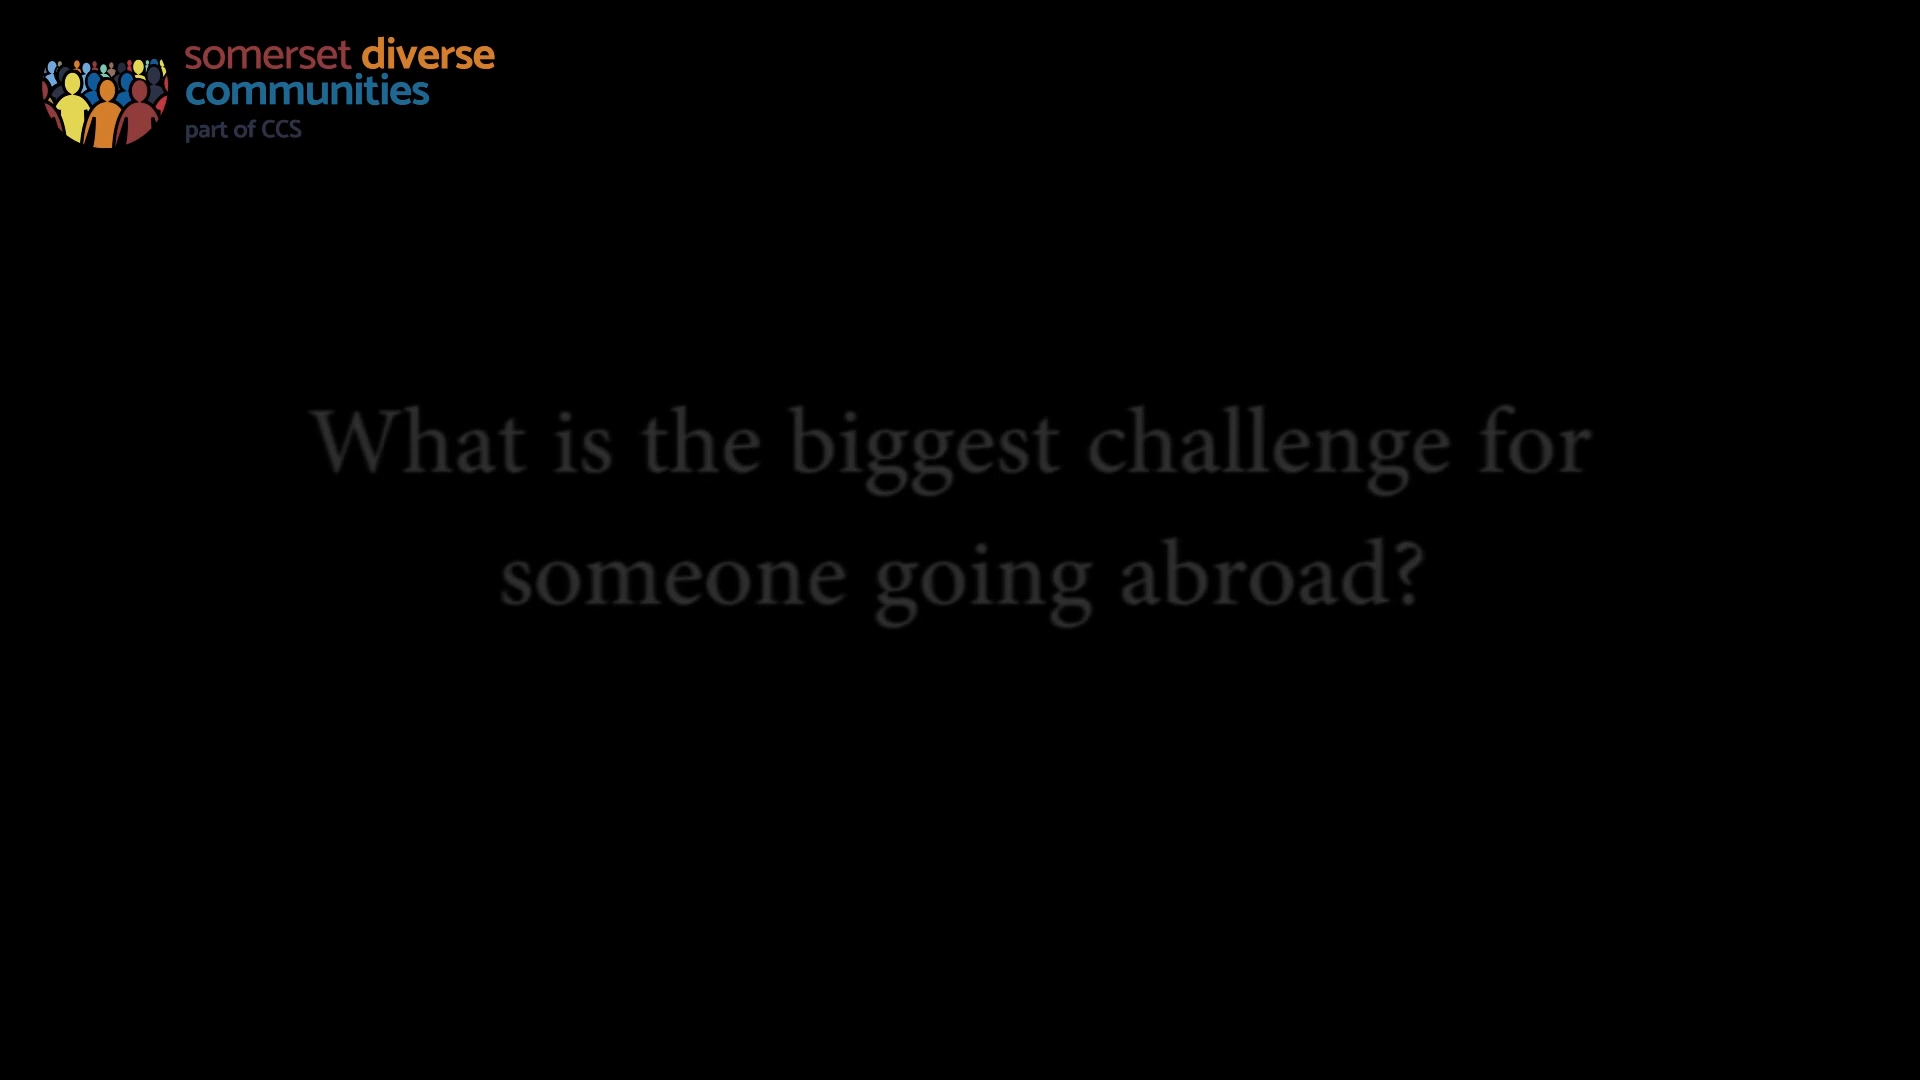 somerset diverse
communities
part of CCS
What is the biggest challenge for
someone going abroad?